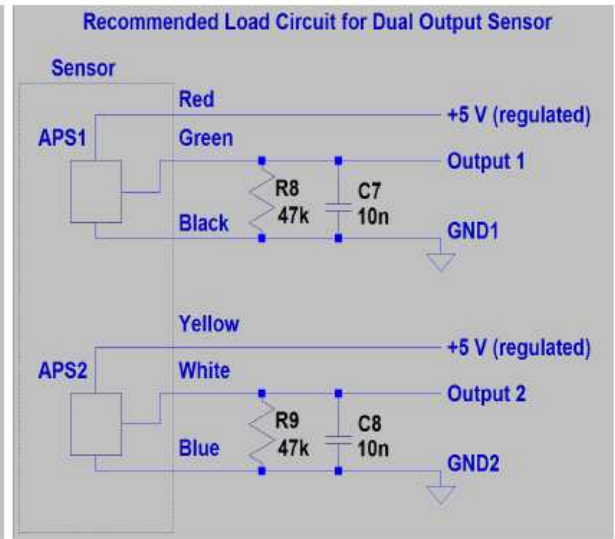 Recommended Load Circuit for Dual Output Sensor
Sensor
Red
+5 V (regulated)
APS1
Green
Output 1
R8
47k
C7
10n
Black
GND1
Yellow
+5 V (regulated)
APS2
White
Output 2
R9
47k
C8
10n
Blue
GND2